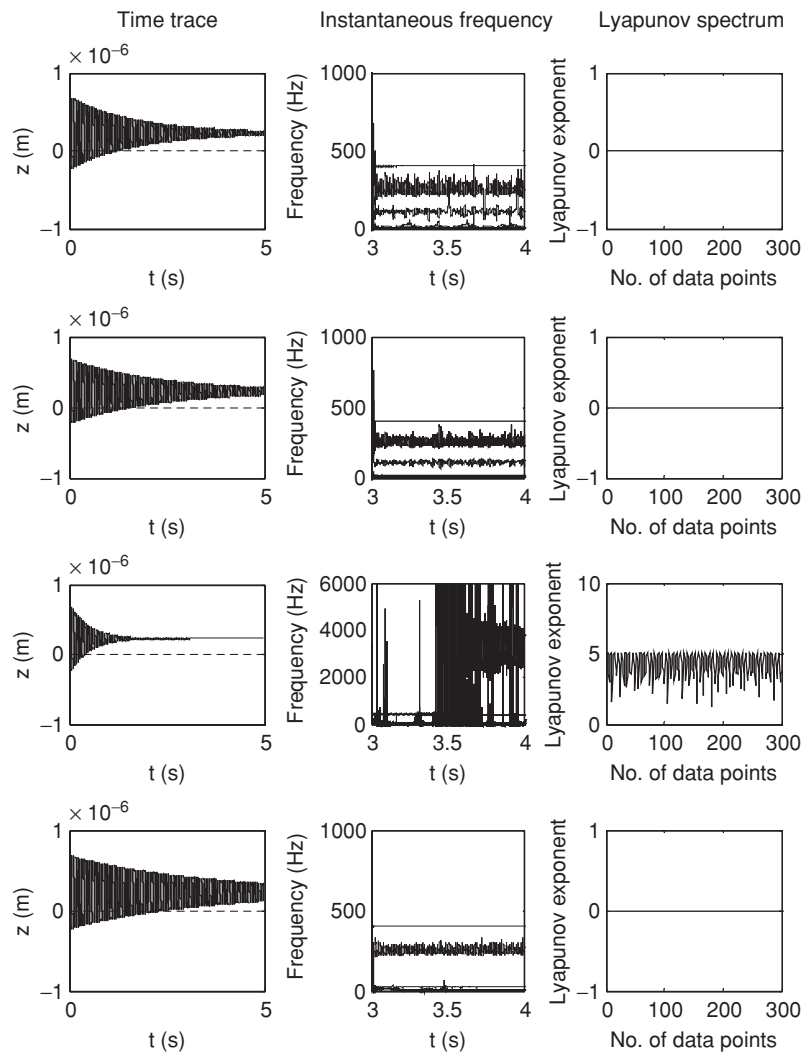 Time trace
Instantaneous frequency
Lyapunov spectrum
× 10⁻⁶
z (m)
1
0
−1
0
5
t (s)
Frequency (Hz)
1000
500
0
3
3.5
4
t (s)
Lyapunov exponent
1
0
−1
0
100
200
300
No. of data points
× 10⁻⁶
z (m)
1
0
−1
0
5
t (s)
Frequency (Hz)
1000
500
0
3
3.5
4
t (s)
Lyapunov exponent
1
0
−1
0
100
200
300
No. of data points
× 10⁻⁶
z (m)
1
0
−1
0
5
t (s)
Frequency (Hz)
6000
4000
2000
0
3
3.5
4
t (s)
Lyapunov exponent
10
5
0
0
100
200
300
No. of data points
× 10⁻⁶
z (m)
1
0
−1
0
5
t (s)
Frequency (Hz)
1000
500
0
3
3.5
4
t (s)
Lyapunov exponent
1
0
−1
0
100
200
300
No. of data points